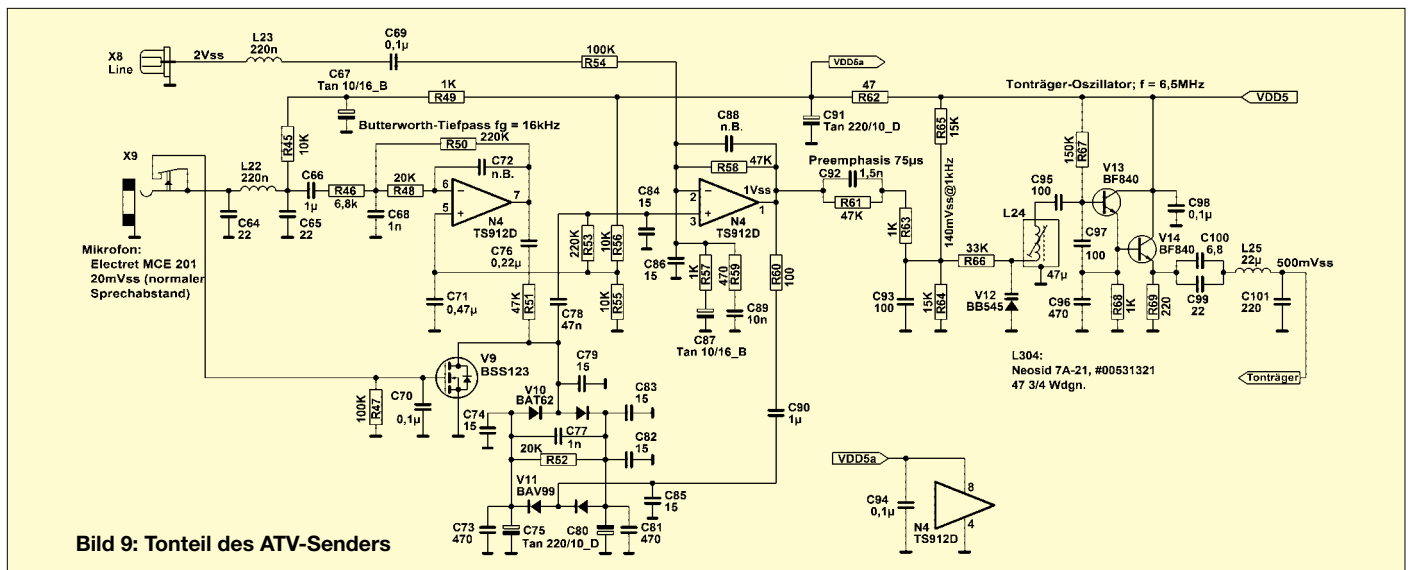 X8
Line
2Vss
L23
220n
C69
0,1µ
100K
R54
C67
Tan 10/16_B
1K
R49
VDD5a
47
R62
Tonträger-Oszillator; f = 6,5MHz
VDD5
R45
10K
Butterworth-Tiefpass fg = 16kHz
R50
220K
C88
n.B.
C91
Tan 220/10_D
R65
15K
150K
R67
X9
L22
220n
C66
1µ
R46
6,8k
20K
R48
C72
n.B.
6
5
7
N4
TS912D
R58
47K
Preemphasis 75µs
C92
1,5n
R61
47K
V13
BF840
C64
22
C65
22
C68
1n
C84
15
2
3
1Vss
1
N4
TS912D
R63
1K
140mVss@1kHz
C95
100
L24
47µ
C98
0,1µ
Mikrofon:
Electret MCE 201
20mVss (normaler
Sprechabstand)
C76
0,22µ
220K
R53
10K
R56
C86
15
1K
R57
470
R59
R60
100
33K
R66
C97
100
V14
BF840
C100
6,8
L25
22µ
500mVss
C71
0,47µ
47K
R51
C78
47n
10K
R55
C89
10n
C87
Tan 10/16_B
C93
100
15K
R64
V12
BB545
C96
470
R68
1K
R69
220
C99
22
C101
220
V9
BSS123
C79
15
L304:
Neosid 7A-21, #00531321
47 3/4 Wdgn.
Tonträger
100K
R47
C70
0,1µ
V10
BAT62
C83
15
C74
15
C77
1n
C82
15
C90
1µ
20K
R52
VDD5a
V11
BAV99
C85
15
C94
0,1µ
8
4
N4
TS912D
C73
470
C75
C80
Tan 220/10_D
C81
470
Bild 9: Tonteil des ATV-Senders